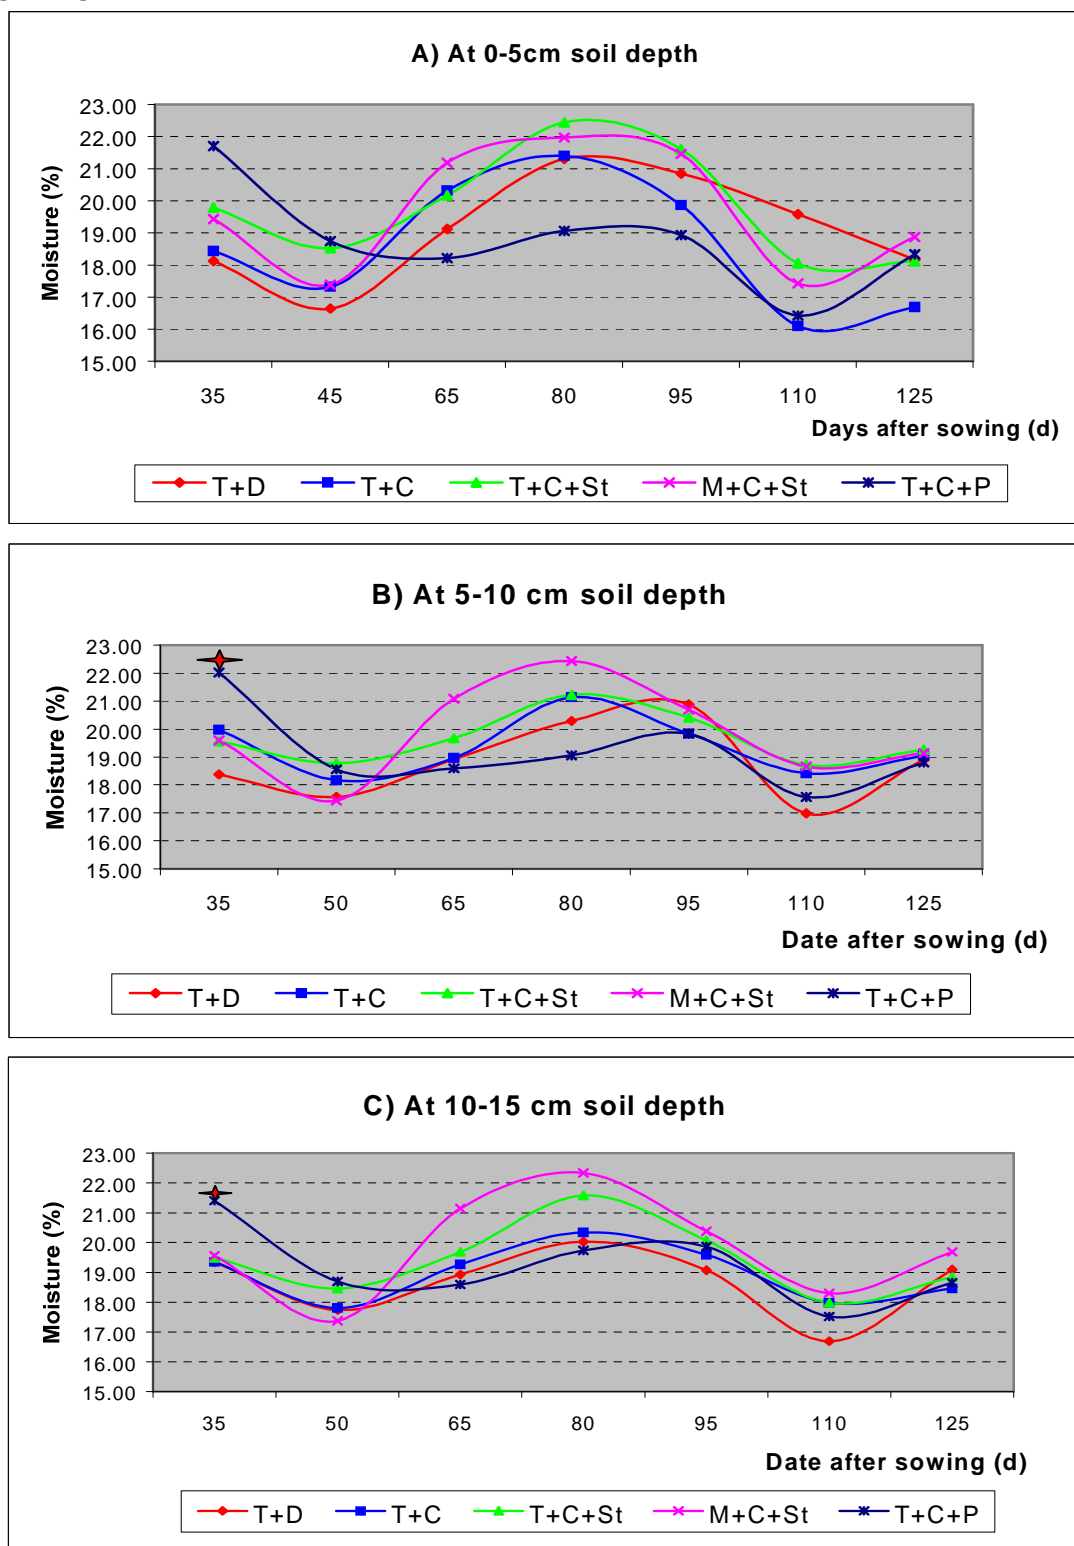 A) At 0-5cm soil depth
Moisture (%)
23.00
22.00
21.00
20.00
19.00
18.00
17.00
16.00
15.00
35 45 65 80 95 110 125
Days after sowing (d)
T+D T+C T+C+St M+C+St T+C+P
B) At 5-10 cm soil depth
Moisture (%)
23.00
22.00
21.00
20.00
19.00
18.00
17.00
16.00
15.00
35 50 65 80 95 110 125
Date after sowing (d)
T+D T+C T+C+St M+C+St T+C+P
C) At 10-15 cm soil depth
Moisture (%)
23.00
22.00
21.00
20.00
19.00
18.00
17.00
16.00
15.00
35 50 65 80 95 110 125
Date after sowing (d)
T+D T+C T+C+St M+C+St T+C+P